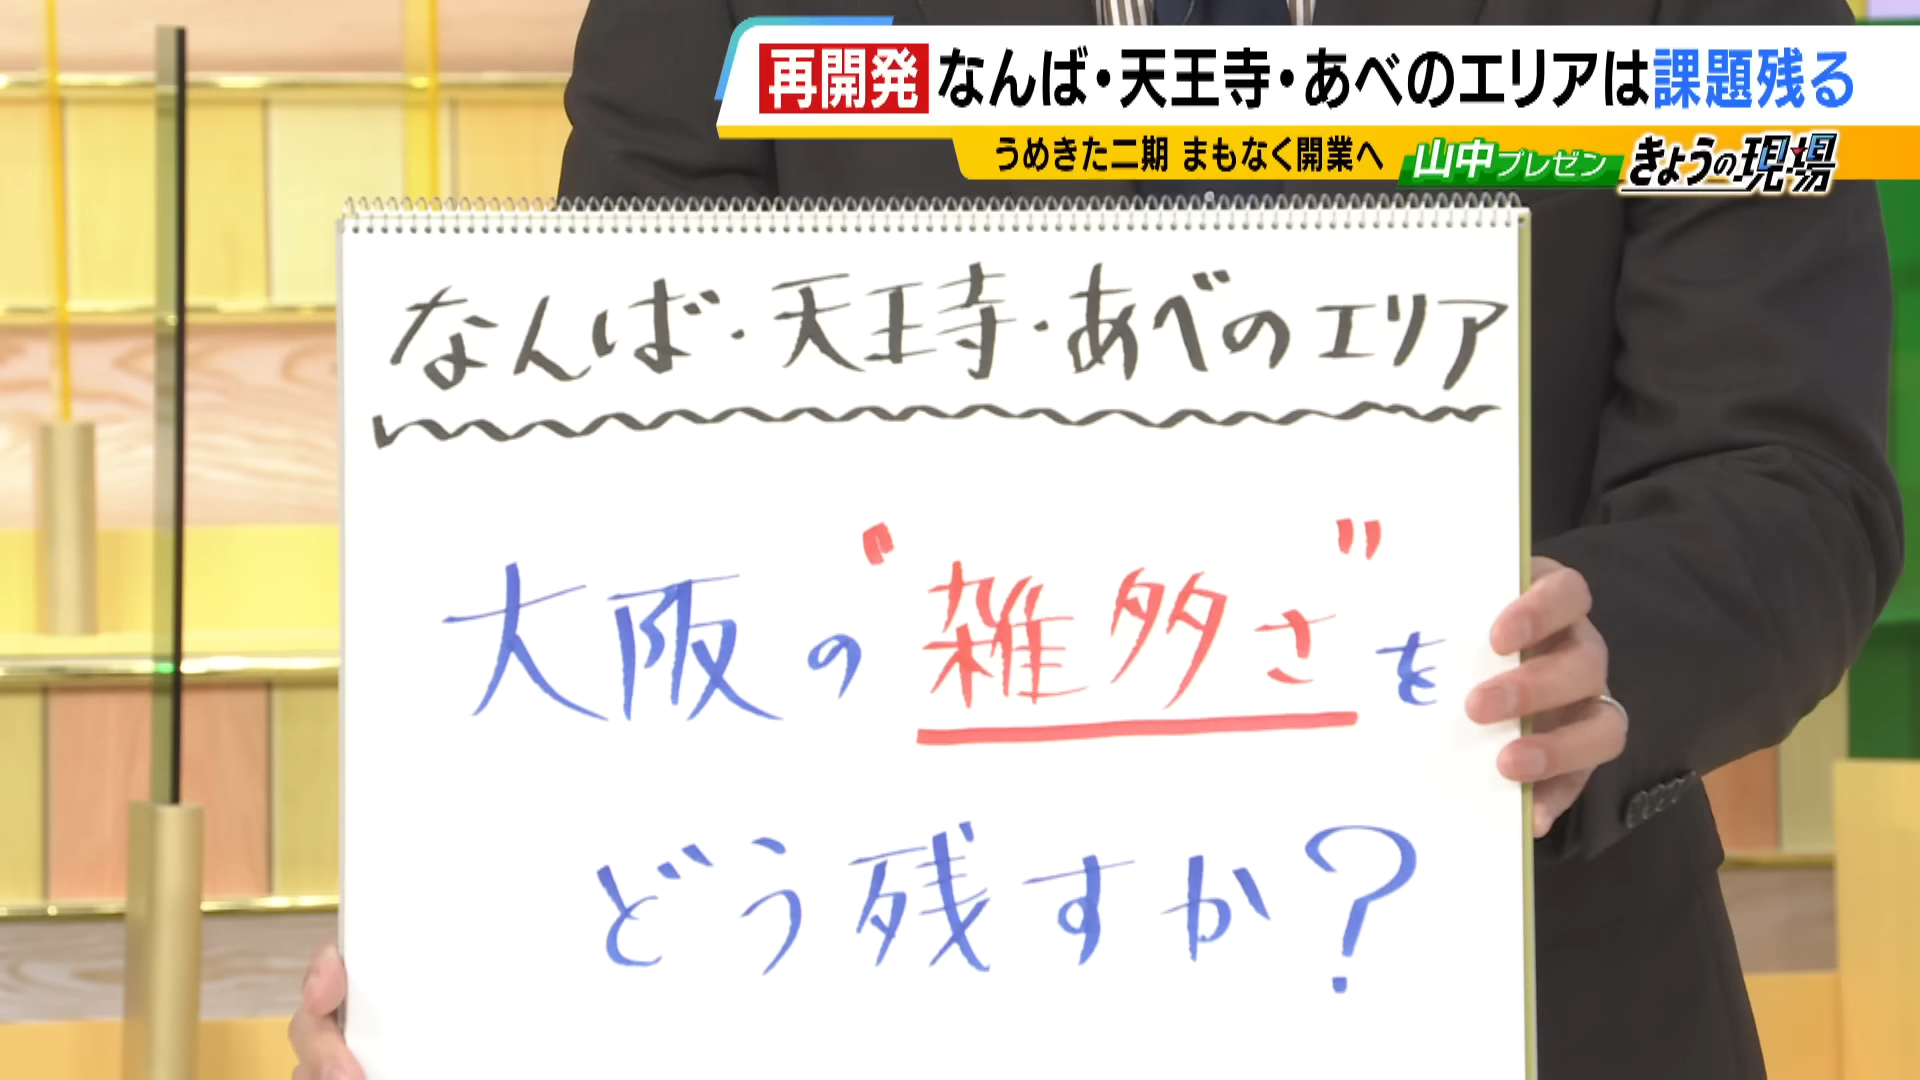 再開発 なんば・天王寺・あべのエリアは課題残る
うめきた二期 まもなく開業へ 山中プレゼン きょうの現場
なんば・天王寺・あべのエリア
大阪の“雑多さ”を
どう残すか?